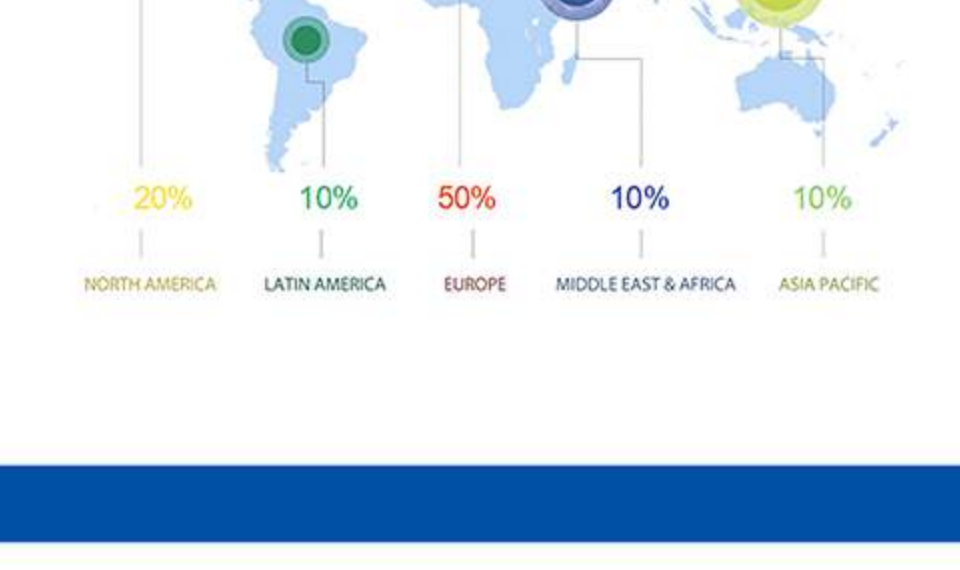 20% 10% 50% 10% 10%
NORTH AMERICA LATIN AMERICA EUROPE MIDDLE EAST & AFRICA ASIA PACIFIC